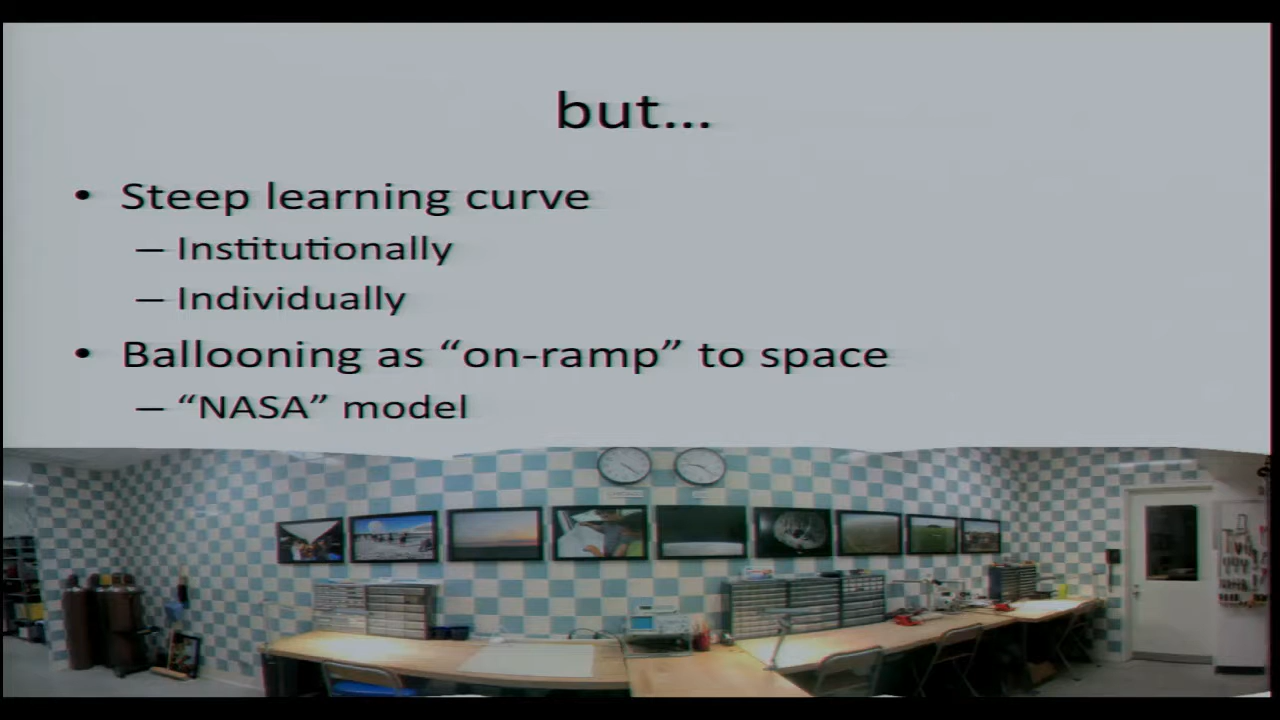 but...
• Steep learning curve
– Institutionally
– Individually
• Ballooning as “on-ramp” to space
– “NASA” model